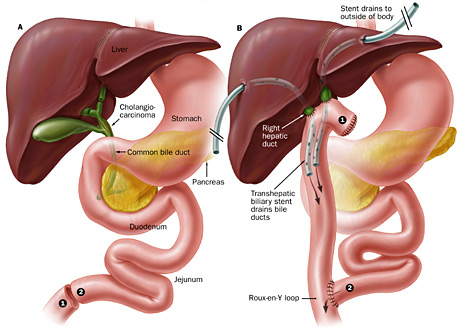 A
Liver
Cholangio-
carcinoma
Stomach
Common bile duct
Pancreas
Duodenum
Jejunum
2
1
B
Stent drains to
outside of body
1
Right
hepatic
duct
Transhepatic
biliary stent
drains bile
ducts
2
Roux-en-Y loop